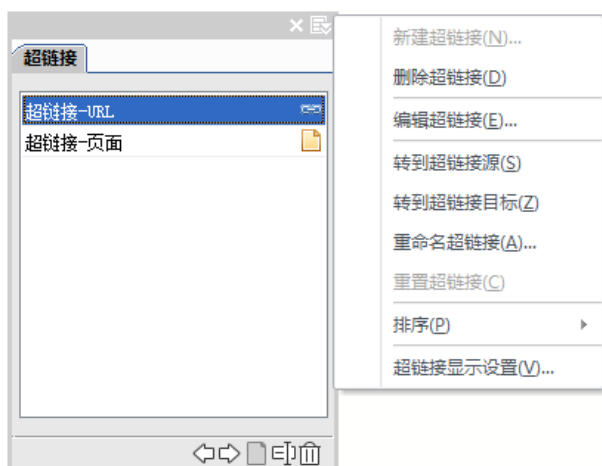 超链接
超链接-URL
超链接-页面
新建超链接(N)...
删除超链接(D)
编辑超链接(E)...
转到超链接源(S)
转到超链接目标(Z)
重命名超链接(A)...
重置超链接(C)
排序(P)
超链接显示设置(V)...